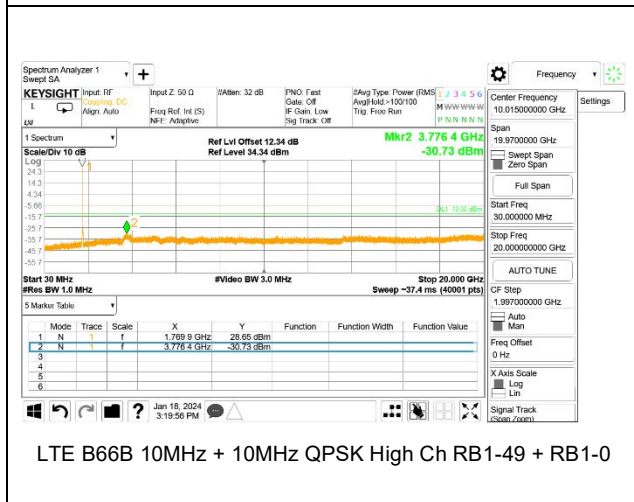 Spectrum Analyzer 1
Swept SA
Frequency
KEYSIGHT
Input: RF
Coupling: DC
Align: Auto
Input Z: 50 Ω
Freq Ref: Int (S)
NFE: Adaptive
#Atten: 32 dB
PNO: Fast
Gate: Off
IF Gain: Low
Sig Track: Off
#Avg Type: Power (RMS
Avg|Hold:>100/100
Trig: Free Run
1 2 3 4 5 6
M W W W W W
P N N N N N
L
Settings
1 Spectrum
Scale/Div 10 dB
Log
Ref Lvl Offset 12.34 dB
Ref Level 34.34 dBm
Mkr2 3.776 4 GHz
-30.73 dBm
24.3
14.3
4.34
-5.66
-15.7
-25.7
-35.7
-45.7
-55.7
1
2
Start 30 MHz
#Res BW 1.0 MHz
#Video BW 3.0 MHz
Stop 20.000 GHz
Sweep ~37.4 ms (40001 pts)
5 Marker Table
Mode Trace Scale X Y Function Function Width Function Value
1 N 1 f 1.769 9 GHz 28.65 dBm
2 N 1 f 3.776 4 GHz -30.73 dBm
3
4
5
6
Center Frequency
10.015000000 GHz
Span
19.9700000 GHz
Swept Span
Zero Span
Full Span
Start Freq
30.000000 MHz
Stop Freq
20.000000000 GHz
AUTO TUNE
CF Step
1.997000000 GHz
Auto
Man
Freq Offset
0 Hz
X Axis Scale
Log
Lin
Signal Track
(Span Zoom)
?
Jan 18, 2024
3:19:56 PM
LTE B66B 10MHz + 10MHz QPSK High Ch RB1-49 + RB1-0